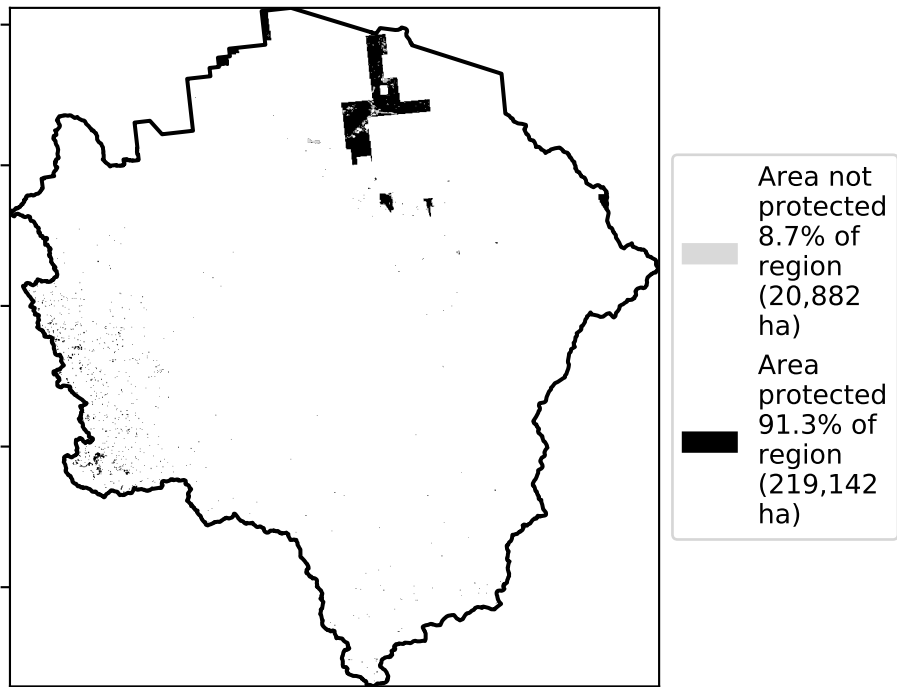 Area not
protected
8.7% of
region
(20,882
ha)
Area
protected
91.3% of
region
(219,142
ha)